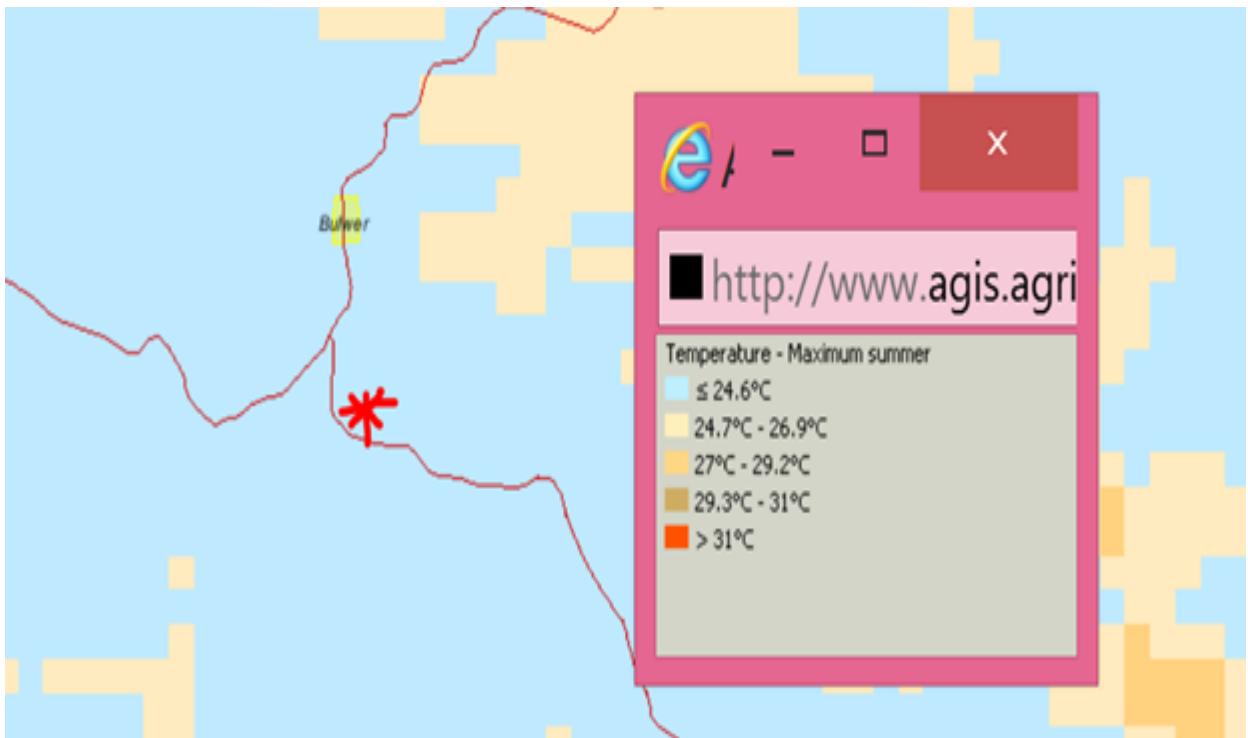 Bulwer
http://www.agis.agri
Temperature - Maximum summer
≤ 24.6°C
24.7°C - 26.9°C
27°C - 29.2°C
29.3°C - 31°C
> 31°C